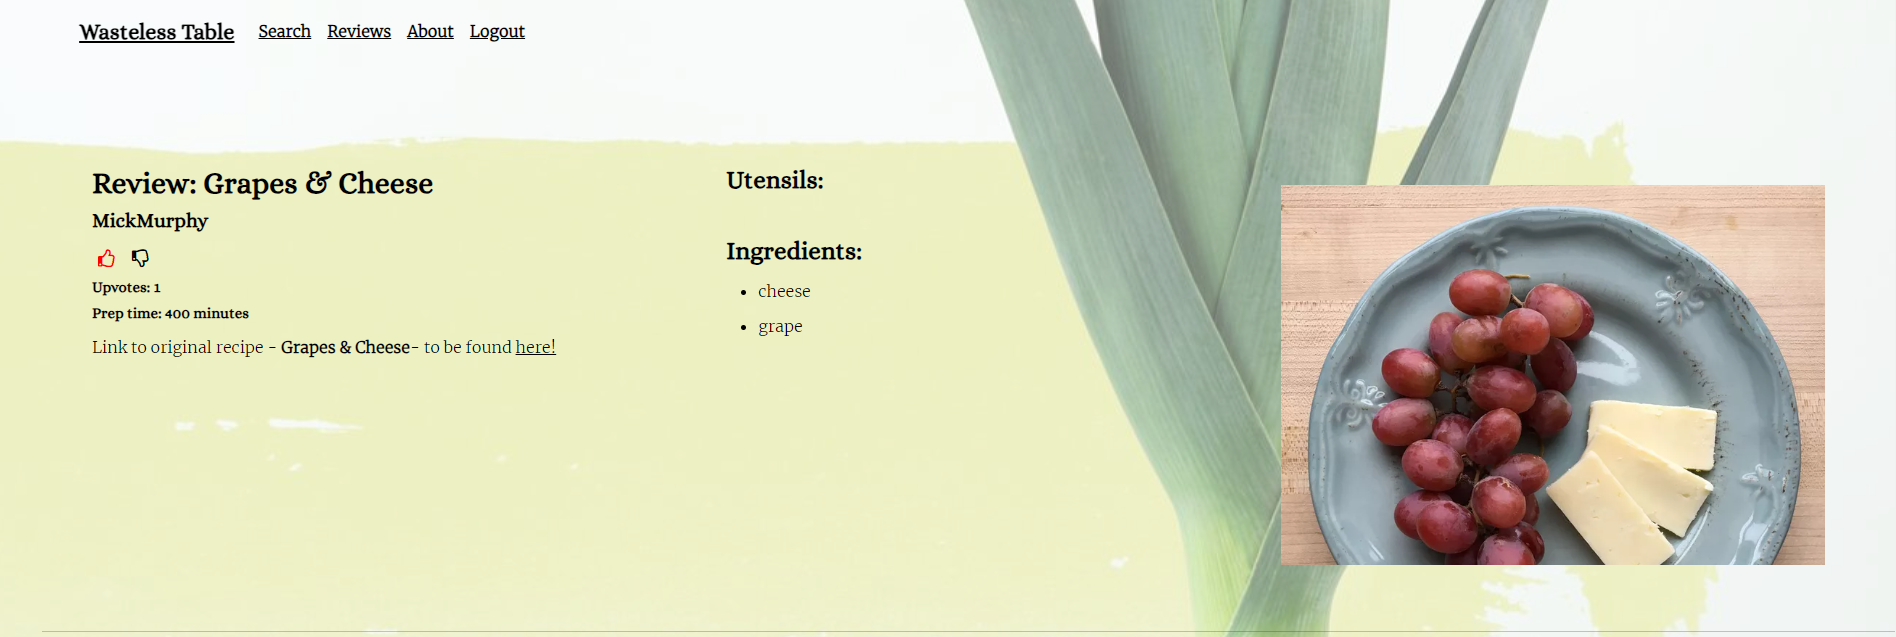 Wasteless Table Search Reviews About Logout
Review: Grapes & Cheese
MickMurphy
Upvotes: 1
Prep time: 400 minutes
Link to original recipe - Grapes & Cheese- to be found here!
Utensils:
Ingredients:
cheese
grape